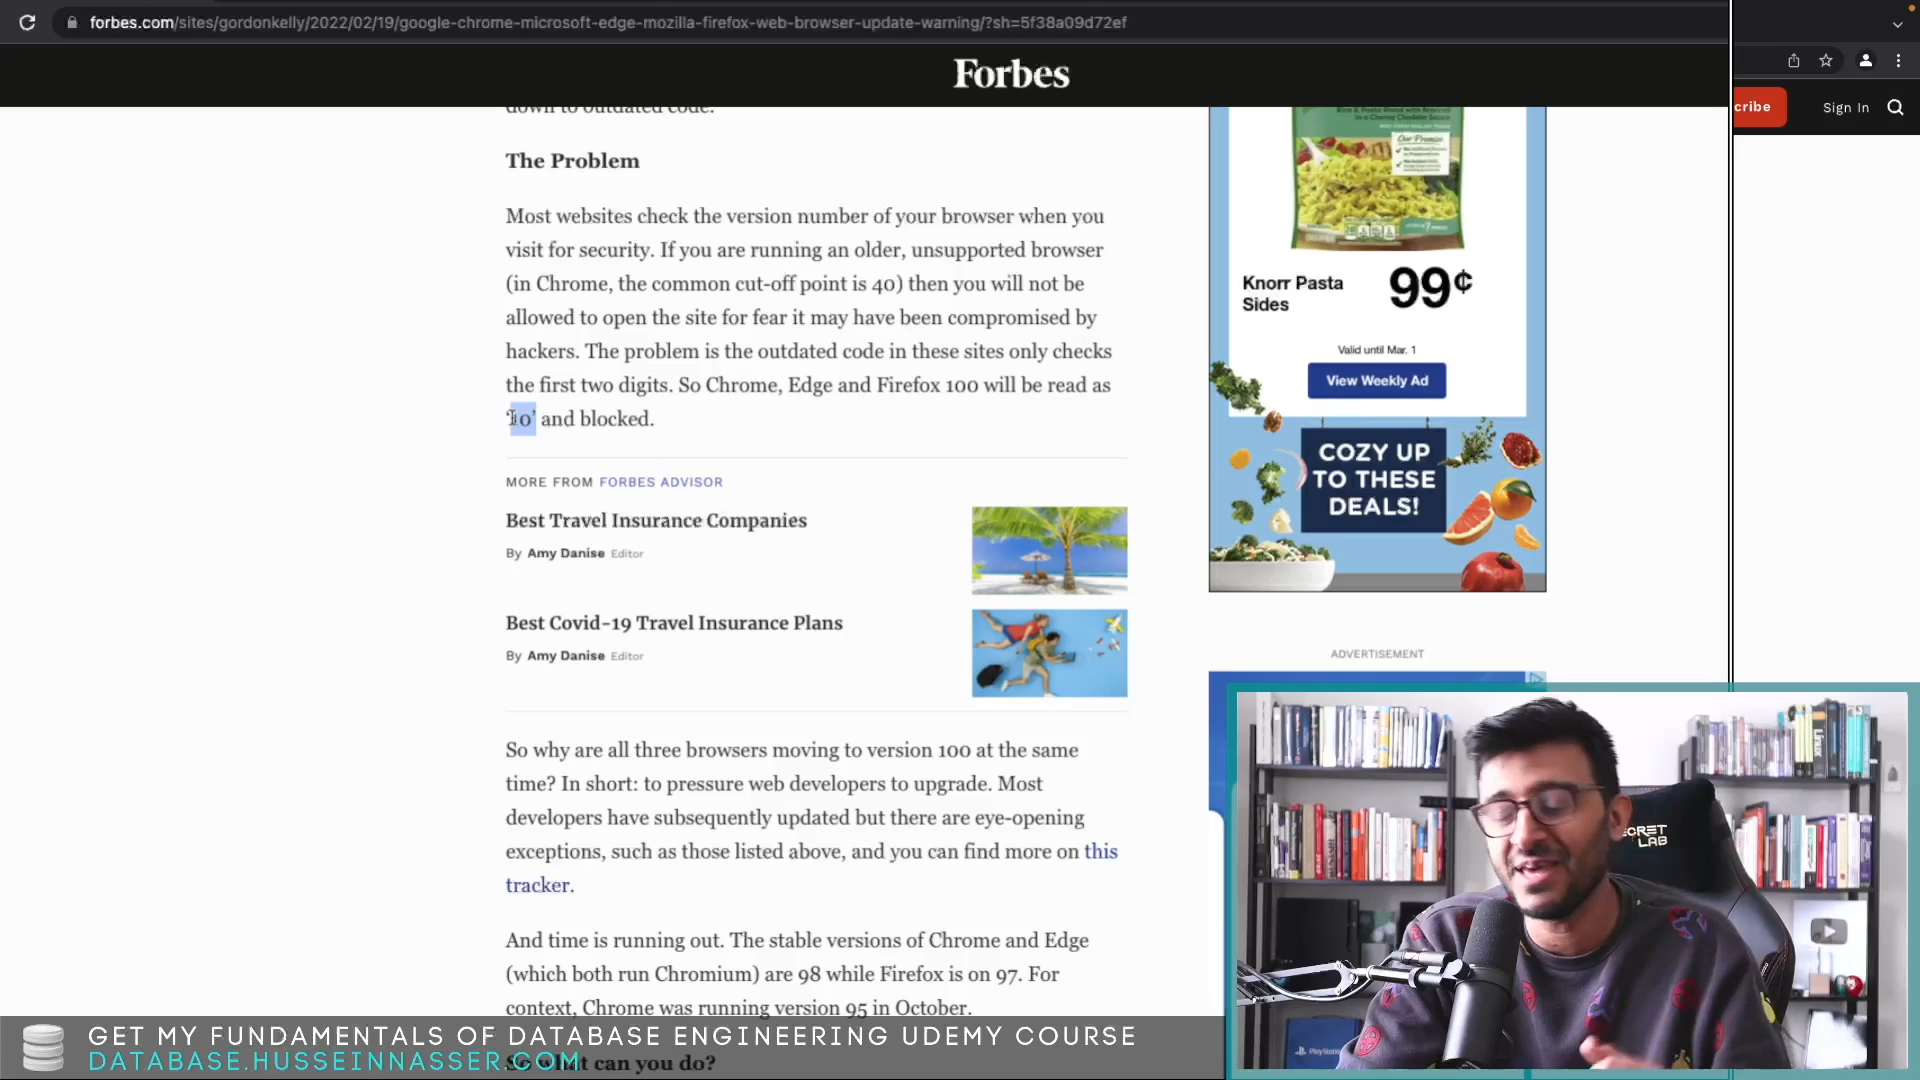 forbes.com/sites/gordonkelly/2022/02/19/google-chrome-microsoft-edge-mozilla-firefox-web-browser-update-warning/?sh=5f38a09d72ef
Forbes
cribe
Sign In
down to outdated code.
The Problem
Most websites check the version number of your browser when you
visit for security. If you are running an older, unsupported browser
(in Chrome, the common cut-off point is 40) then you will not be
allowed to open the site for fear it may have been compromised by
hackers. The problem is the outdated code in these sites only checks
the first two digits. So Chrome, Edge and Firefox 100 will be read as
‘10’ and blocked.
MORE FROM FORBES ADVISOR
Best Travel Insurance Companies
By Amy Danise Editor
Best Covid-19 Travel Insurance Plans
By Amy Danise Editor
So why are all three browsers moving to version 100 at the same
time? In short: to pressure web developers to upgrade. Most
developers have subsequently updated but there are eye-opening
exceptions, such as those listed above, and you can find more on this
tracker.
And time is running out. The stable versions of Chrome and Edge
(which both run Chromium) are 98 while Firefox is on 97. For
context, Chrome was running version 95 in October.
So what can you do?
Our Promise
Knorr Pasta
Sides
99¢
Valid until Mar. 1
View Weekly Ad
COZY UP
TO THESE
DEALS!
ADVERTISEMENT
SECRET
LAB
Linux
PlayStation
GET MY FUNDAMENTALS OF DATABASE ENGINEERING UDEMY COURSE
DATABASE.HUSSEINNASSER.COM